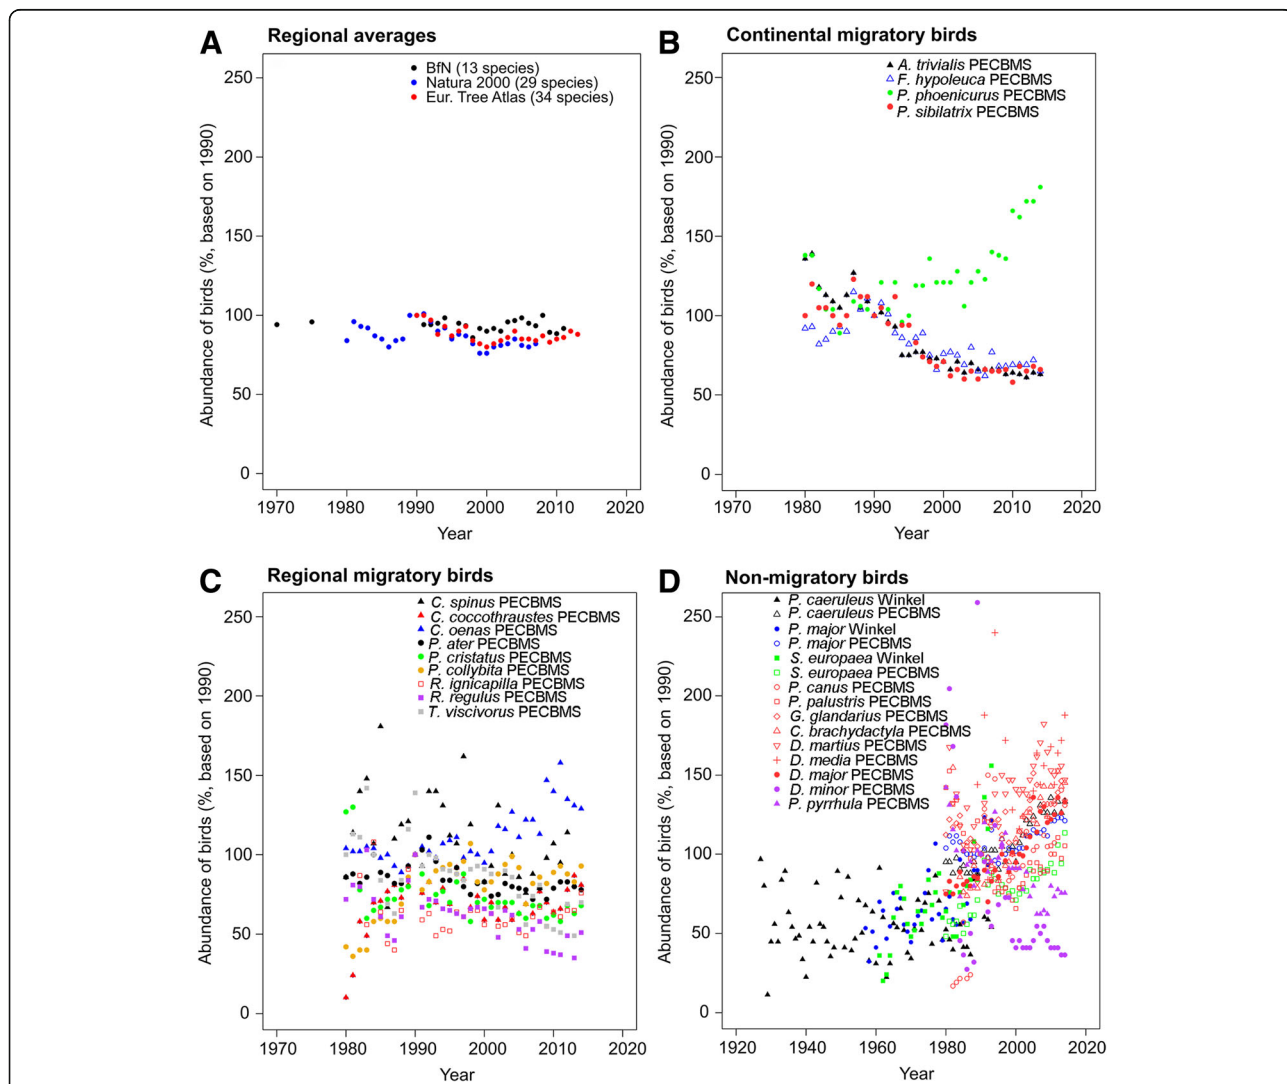 A Regional averages
BfN (13 species)
Natura 2000 (29 species)
Eur. Tree Atlas (34 species)
Abundance of birds (%, based on 1990)
250
200
150
100
50
0
1970 1980 1990 2000 2010 2020
Year
B Continental migratory birds
A. trivialis PECBMS
F. hypoleuca PECBMS
P. phoenicurus PECBMS
P. sibilatrix PECBMS
Abundance of birds (%, based on 1990)
250
200
150
100
50
0
1970 1980 1990 2000 2010 2020
Year
C Regional migratory birds
C. spinus PECBMS
C. coccothraustes PECBMS
C. oenas PECBMS
P. ater PECBMS
P. cristatus PECBMS
P. collybita PECBMS
R. ignicapilla PECBMS
R. regulus PECBMS
T. viscivorus PECBMS
Abundance of birds (%, based on 1990)
250
200
150
100
50
0
1970 1980 1990 2000 2010 2020
Year
D Non-migratory birds
P. caeruleus Winkel
P. caeruleus PECBMS
P. major Winkel
P. major PECBMS
S. europaea Winkel
S. europaea PECBMS
P. canus PECBMS
P. palustris PECBMS
G. glandarius PECBMS
C. brachydactyla PECBMS
D. martius PECBMS
D. media PECBMS
D. major PECBMS
D. minor PECBMS
P. pyrrhula PECBMS
Abundance of birds (%, based on 1990)
250
200
150
100
50
0
1920 1940 1960 1980 2000 2020
Year